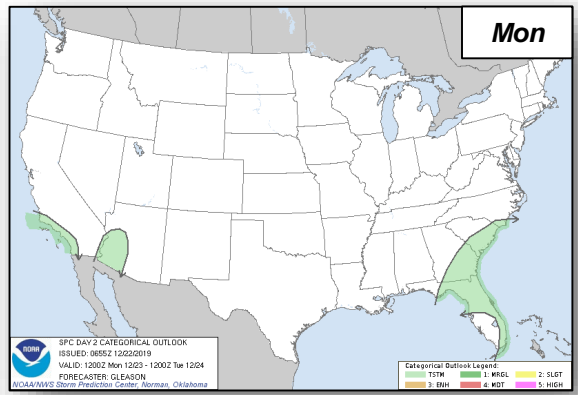 Mon
NOAA
SPC DAY 2 CATEGORICAL OUTLOOK
ISSUED: 0655Z 12/22/2019
VALID: 1200Z Mon 12/23 - 1200Z Tue 12/24
FORECASTER: GLEASON
NOAA/NWS Storm Prediction Center, Norman, Oklahoma
Categorical Outlook Legend:
TSTM 1: MRGL 2: SLGT
3: ENH 4: MDT 5: HIGH